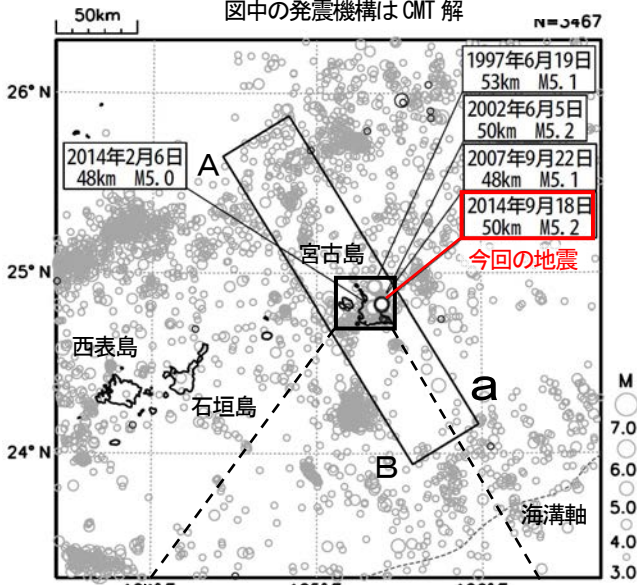 図中の発震機構は CMT 解
50km
N=3467
1997年6月19日
53km M5.1
26°N
2002年6月5日
50km M5.2
2014年2月6日
48km M5.0
A
2007年9月22日
48km M5.1
2014年9月18日
50km M5.2
宮古島
今回の地震
25°N
西表島
石垣島
a
M
7.0
6.0
5.0
4.0
3.0
24°N
B
海溝軸